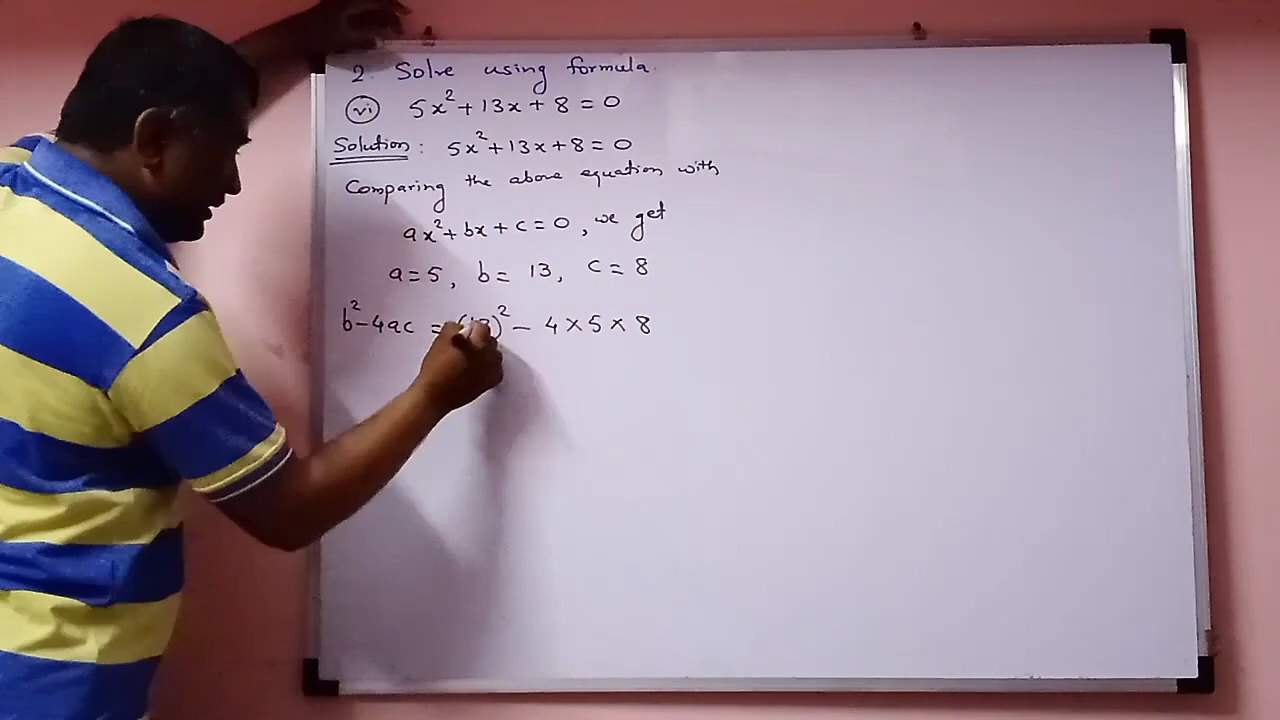 2. Solve using formula.
(vi) 5x² + 13x + 8 = 0
Solution : 5x² + 13x + 8 = 0
Comparing the above equation with
ax² + bx + c = 0, we get
a = 5, b = 13, c = 8
b² - 4ac = (13)² - 4 × 5 × 8